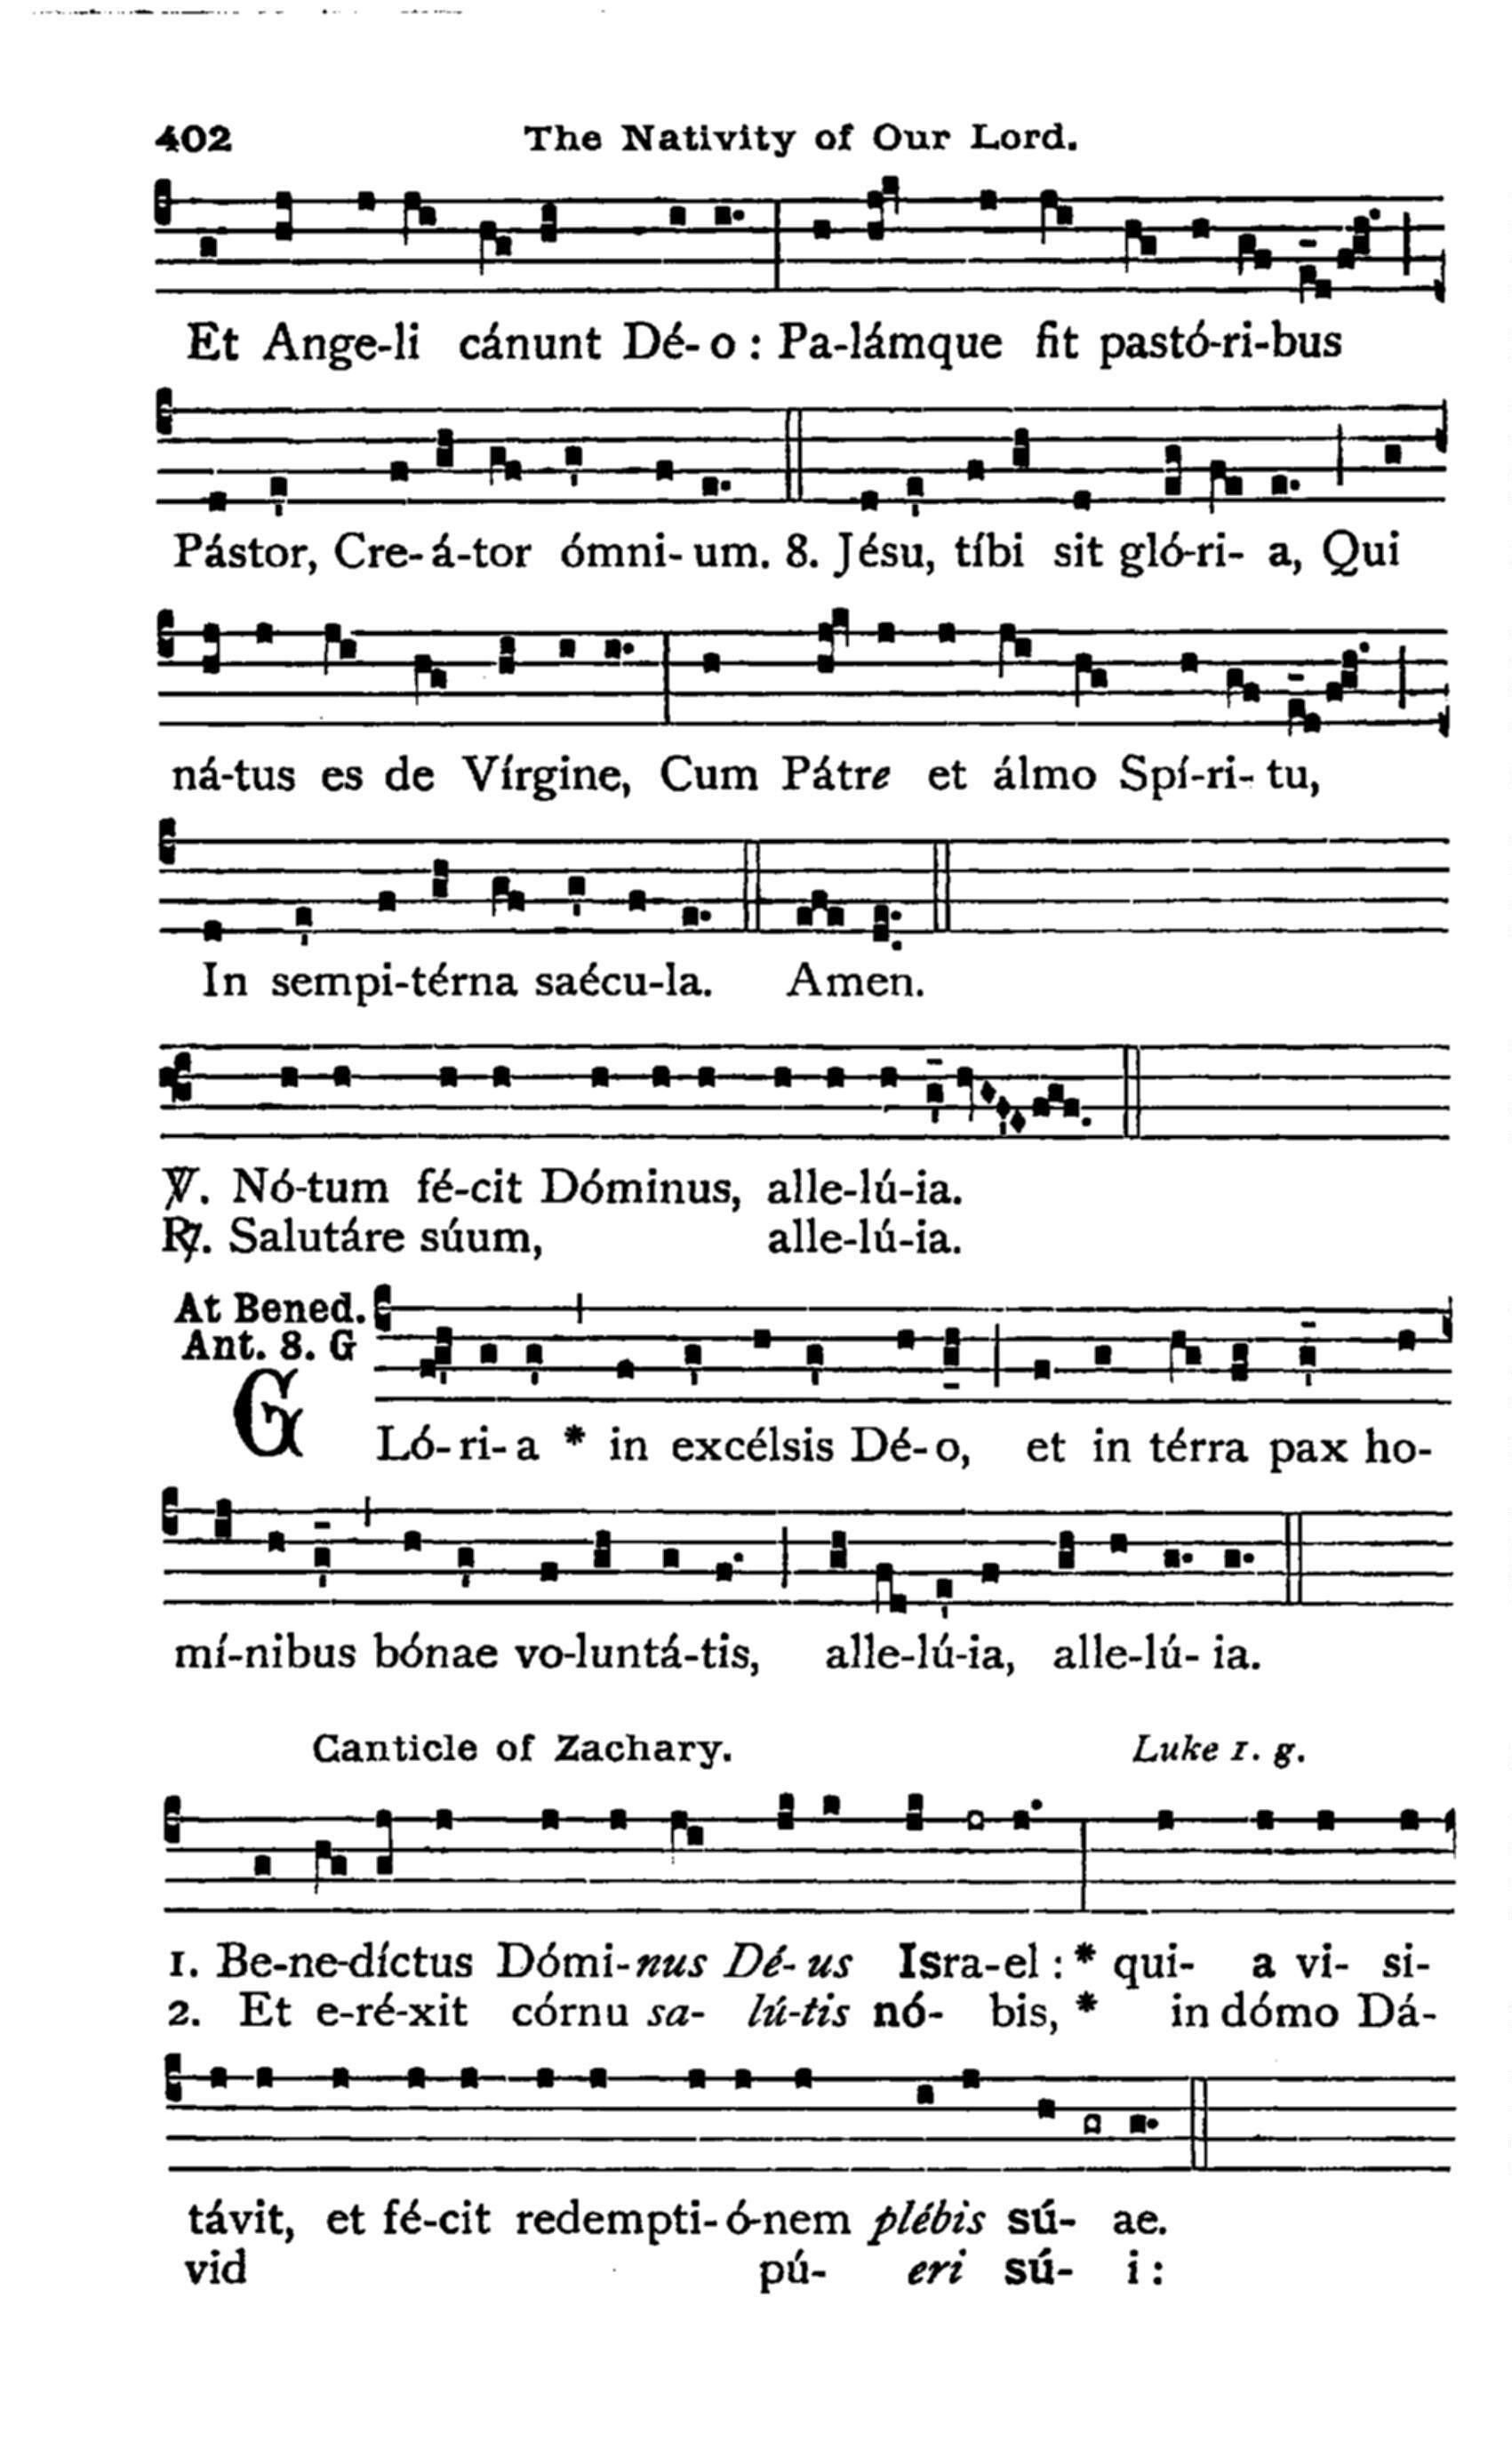 402 The Nativity of Our Lord.
Et Ange-li cánunt Dé- o : Pa-lámque fit pastó-ri-bus
Pástor, Cre-á-tor ómni- um. 8. Jésu, tíbi sit gló-ri- a, Qui
ná-tus es de Vírgine, Cum Pátre et álmo Spí-ri- tu,
In sempi-térna saécu-la. Amen.
℣. Nó-tum fé-cit Dóminus, alle-lú-ia.
℟. Salutáre súum, alle-lú-ia.
At Bened.
Ant. 8. G
GLó- ri- a * in excélsis Dé- o, et in térra pax ho-
mí-nibus bónae vo-luntá-tis, alle-lú-ia, alle-lú- ia.
Canticle of Zachary. Luke 1. g.
1. Be-ne-díctus Dómi-nus Dé- us Isra-el : * qui- a vi- si-
2. Et e-ré-xit córnu sa- lú-tis nó- bis, * in dómo Dá-
távit, et fé-cit redempti- ó-nem plébis sú- ae.
vid pú- eri sú- i :